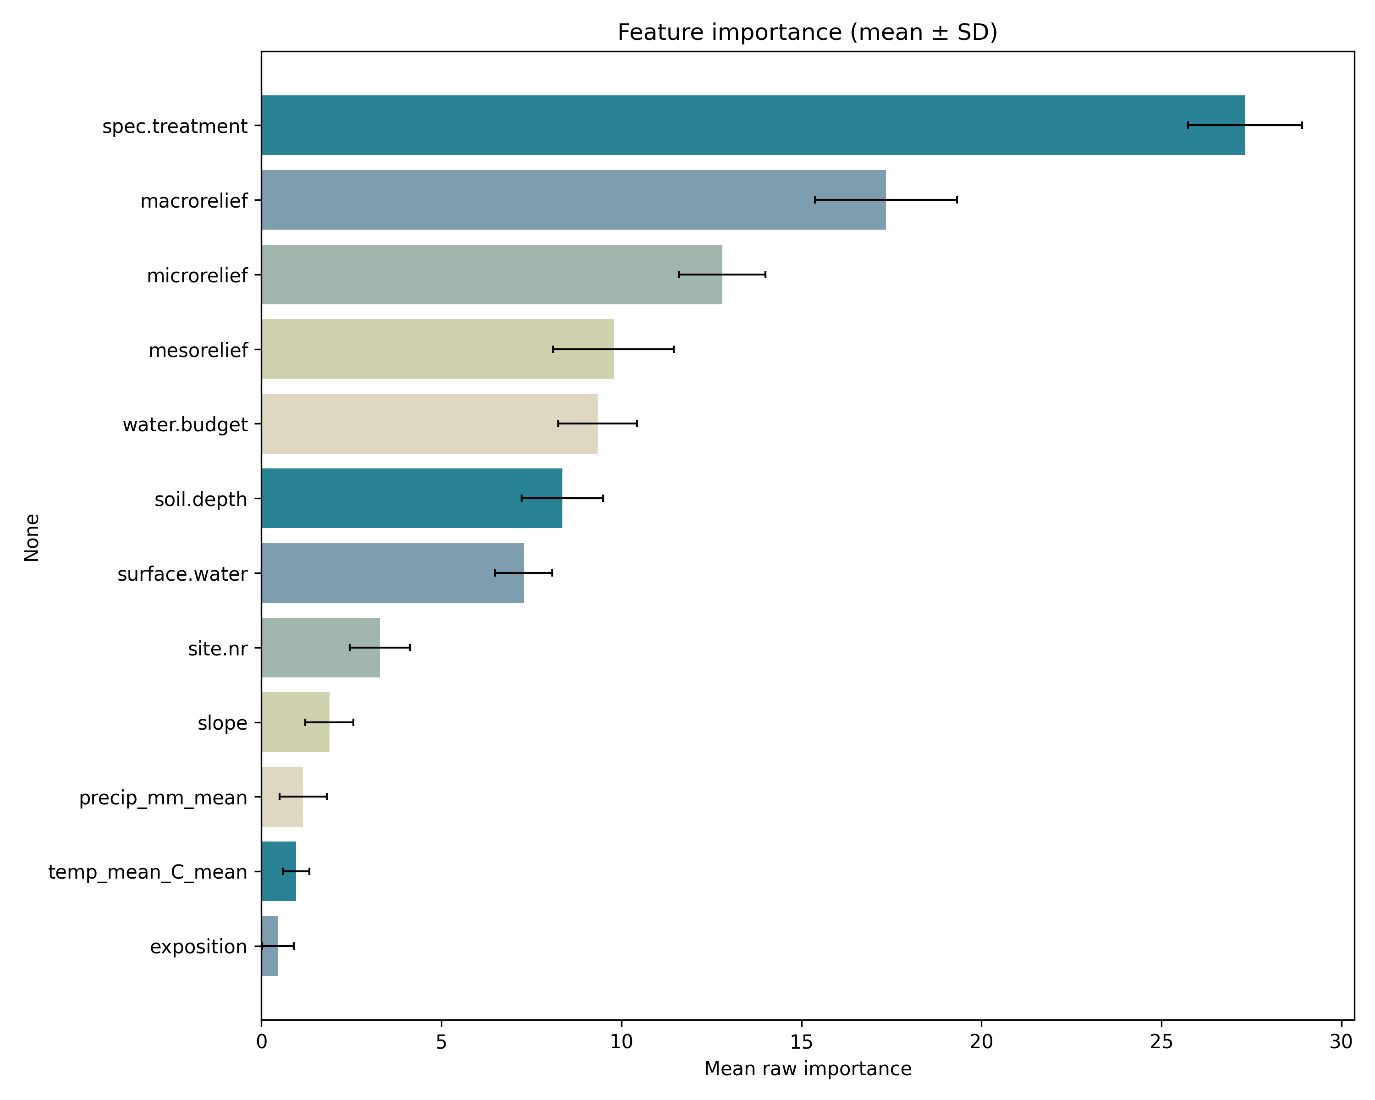 Feature importance (mean ± SD)
spec.treatment
macrorelief
microrelief
mesorelief
water.budget
soil.depth
surface.water
site.nr
slope
precip_mm_mean
temp_mean_C_mean
exposition
None
0 5 10 15 20 25 30
Mean raw importance